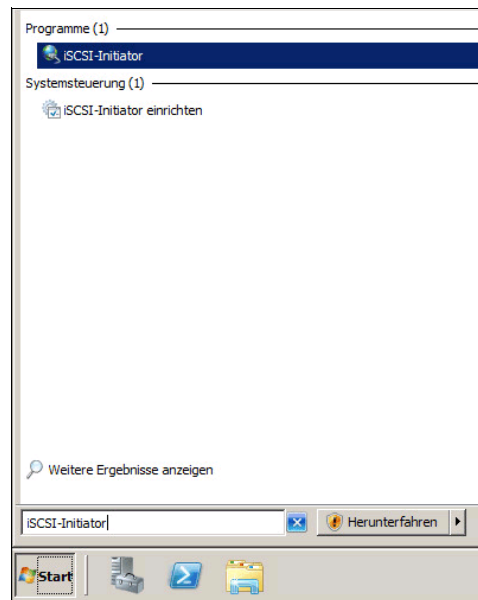 Programme (1)
iSCSI-Initiator
Systemsteuerung (1)
iSCSI-Initiator einrichten
Weitere Ergebnisse anzeigen
iSCSI-Initiator
Herunterfahren
Start